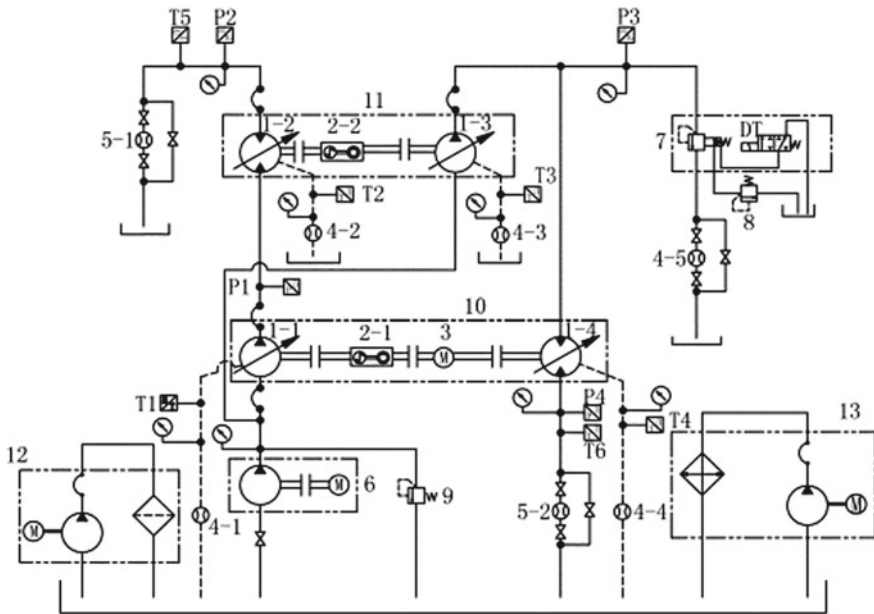 T5 P2 P3
11
1-2 2-2 1-3
5-1
7 DT
T2 T3
8
4-2 4-3
4-5
P1
10
1-1 2-1 3 1-4
M
T1 P4
T4 13
12 T6
6 M 9
M 4-1 5-2 4-4 M